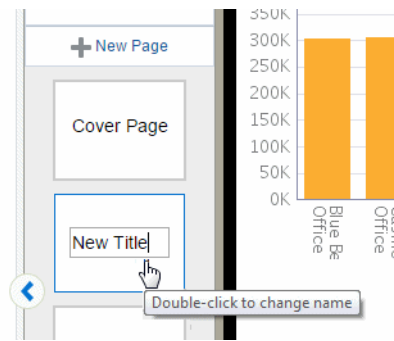 New Page
Cover Page
New Title
Double-click to change name
350K
300K
250K
200K
150K
100K
50K
0K
Blue Be
Office
Office